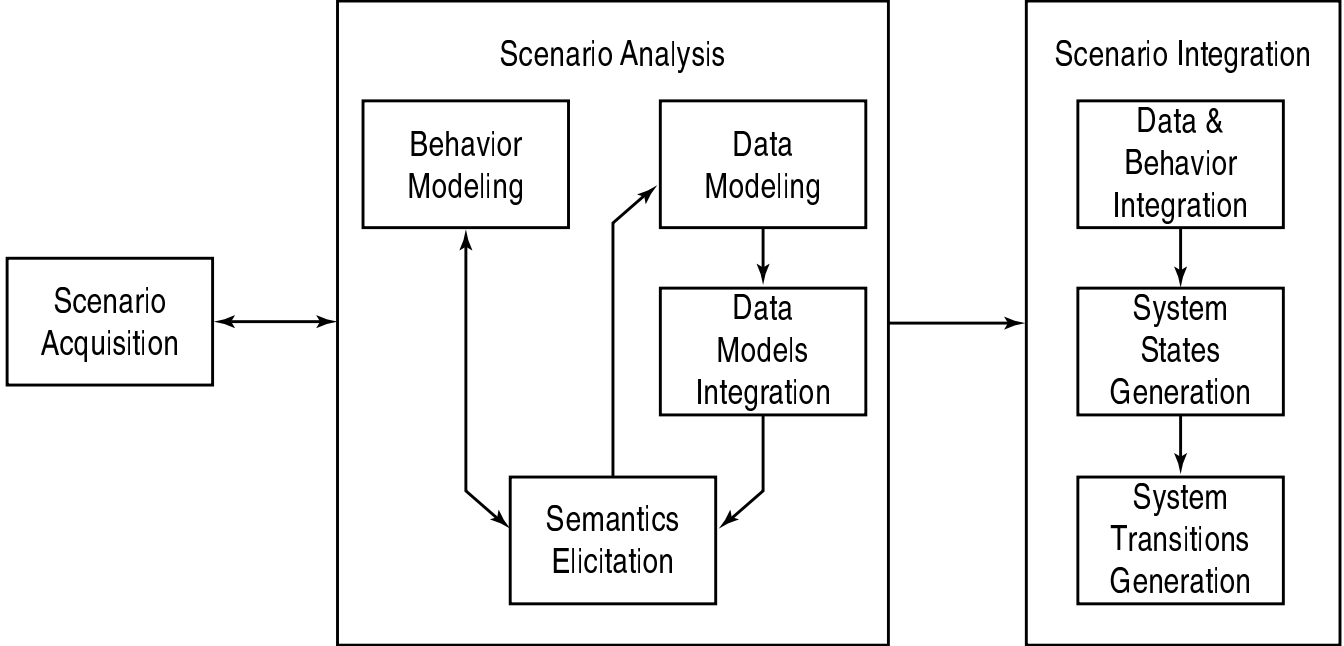 Scenario
Acquisition
Scenario Analysis
Behavior
Modeling
Data
Modeling
Data
Models
Integration
Semantics
Elicitation
Scenario Integration
Data &
Behavior
Integration
System
States
Generation
System
Transitions
Generation